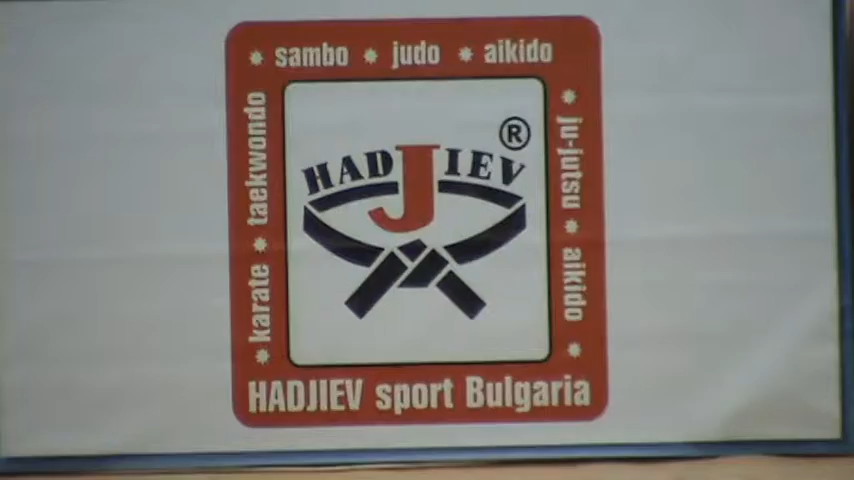 sambo * judo * aikido
karate * taekwondo
* ju-jutsu * aikido *
HADJIEV ®
HADJIEV sport Bulgaria